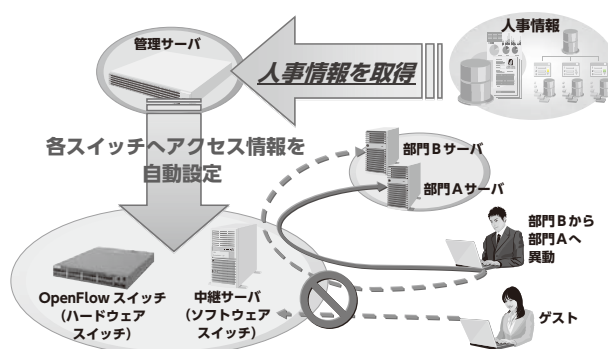 人事情報
管理サーバ
人事情報を取得
各スイッチへアクセス情報を
自動設定
部門Bサーバ
部門Aサーバ
部門Bから
部門Aへ
異動
OpenFlow スイッチ
（ハードウェア
スイッチ）
中継サーバ
（ソフトウェア
スイッチ）
ゲスト